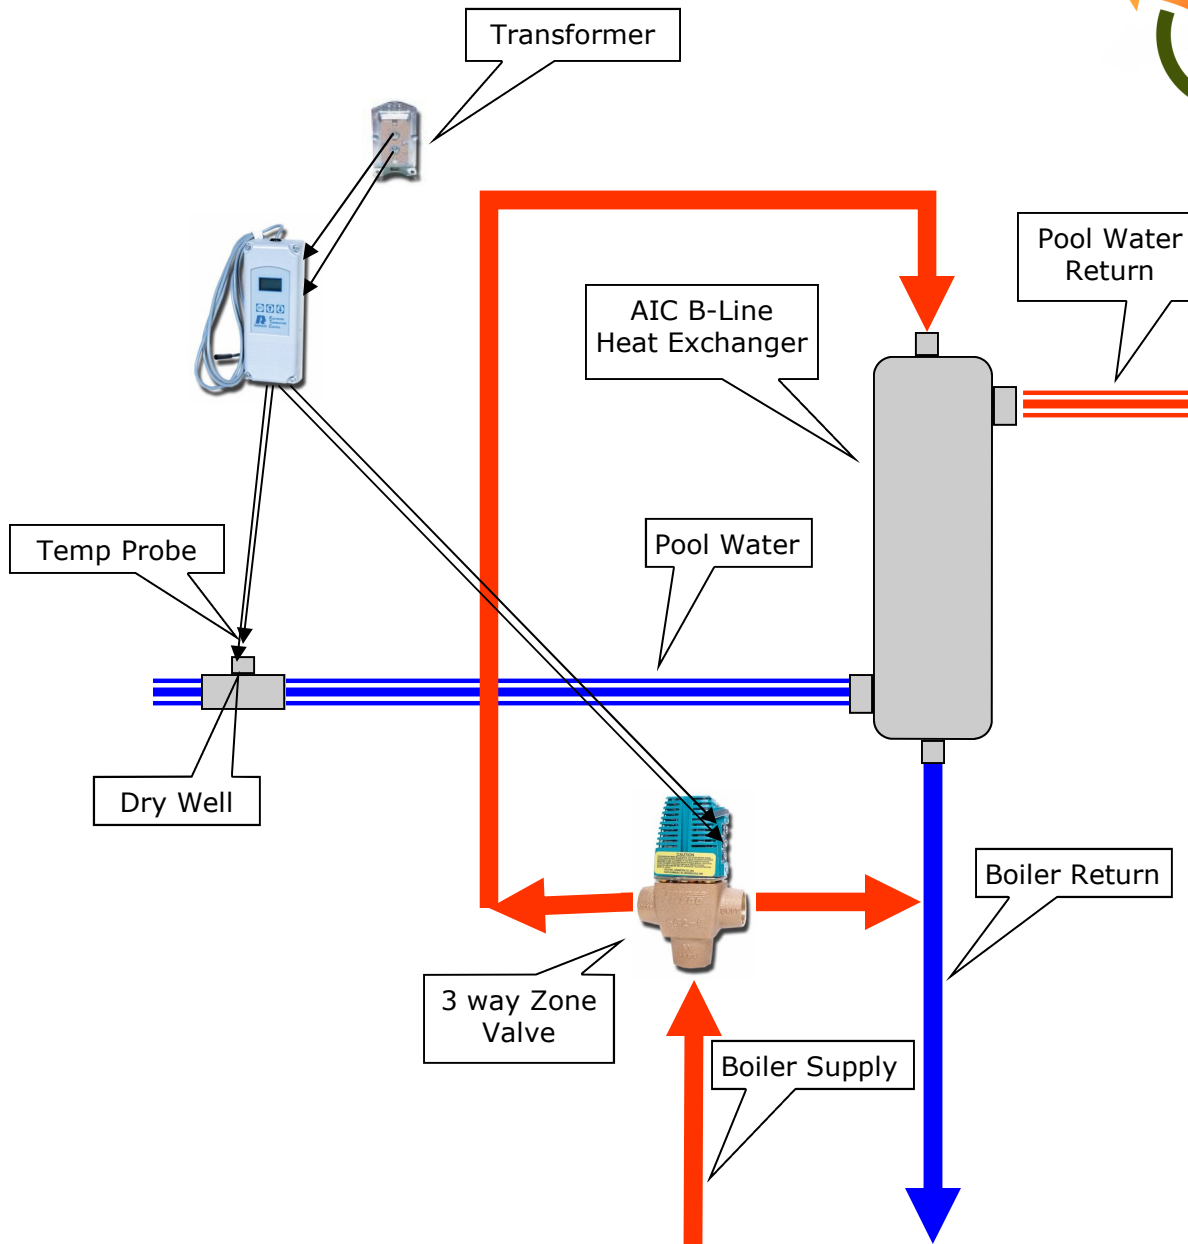 Transformer
Pool Water
Return
AIC B-Line
Heat Exchanger
Temp Probe
Pool Water
Dry Well
CAUTION
Boiler Return
3 way Zone
Valve
Boiler Supply